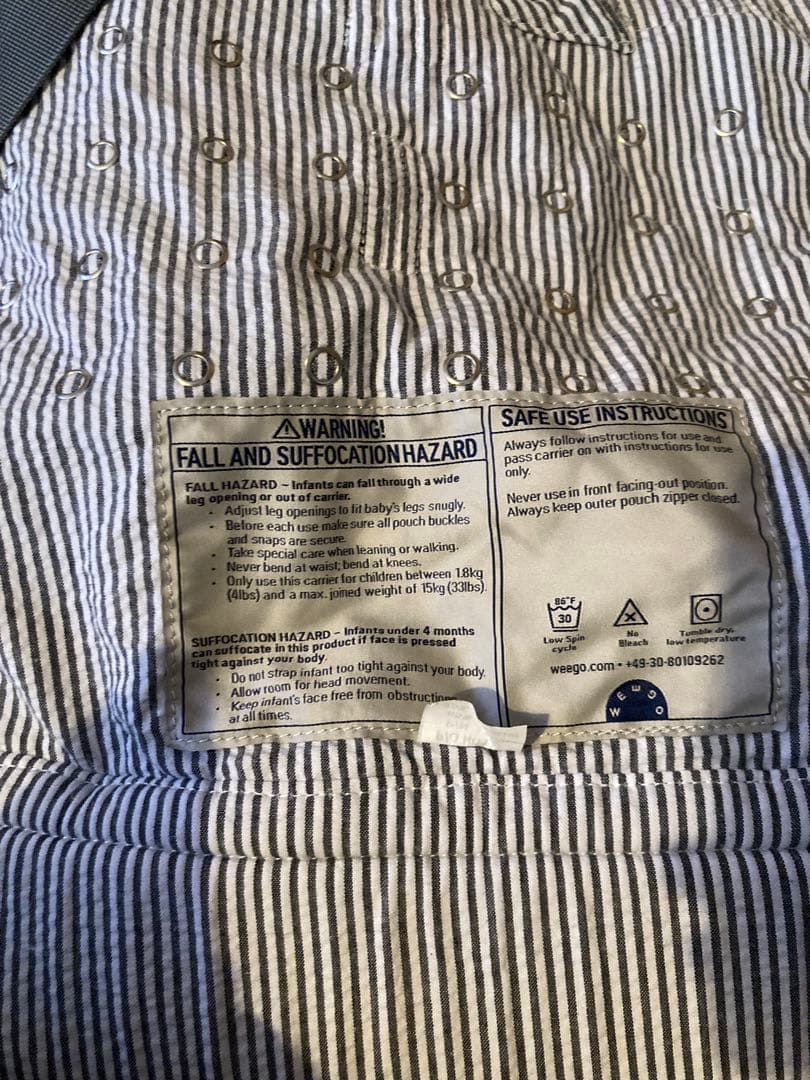 WARNING!
FALL AND SUFFOCATION HAZARD
FALL HAZARD – Infants can fall through a wide
leg opening or out of carrier.
· Adjust leg openings to fit baby's legs snugly.
· Before each use make sure all pouch buckles
and snaps are secure.
· Take special care when leaning or walking.
· Never bend at waist; bend at knees.
· Only use this carrier for children between 1.8kg
(4lbs) and a max. joined weight of 15kg (33lbs).
SUFFOCATION HAZARD – Infants under 4 months
can suffocate in this product if face is pressed
tight against your body.
· Do not strap infant too tight against your body.
· Allow room for head movement.
· Keep infant's face free from obstructions
at all times.
SAFE USE INSTRUCTIONS
Always follow instructions for use and
pass carrier on with instructions for use
only.
Never use in front facing-out position.
Always keep outer pouch zipper closed.
86°F
30
Low Spin
cycle
No
Bleach
Tumble dry,
low temperature
weego.com • +49-30-80109262
WEEGO